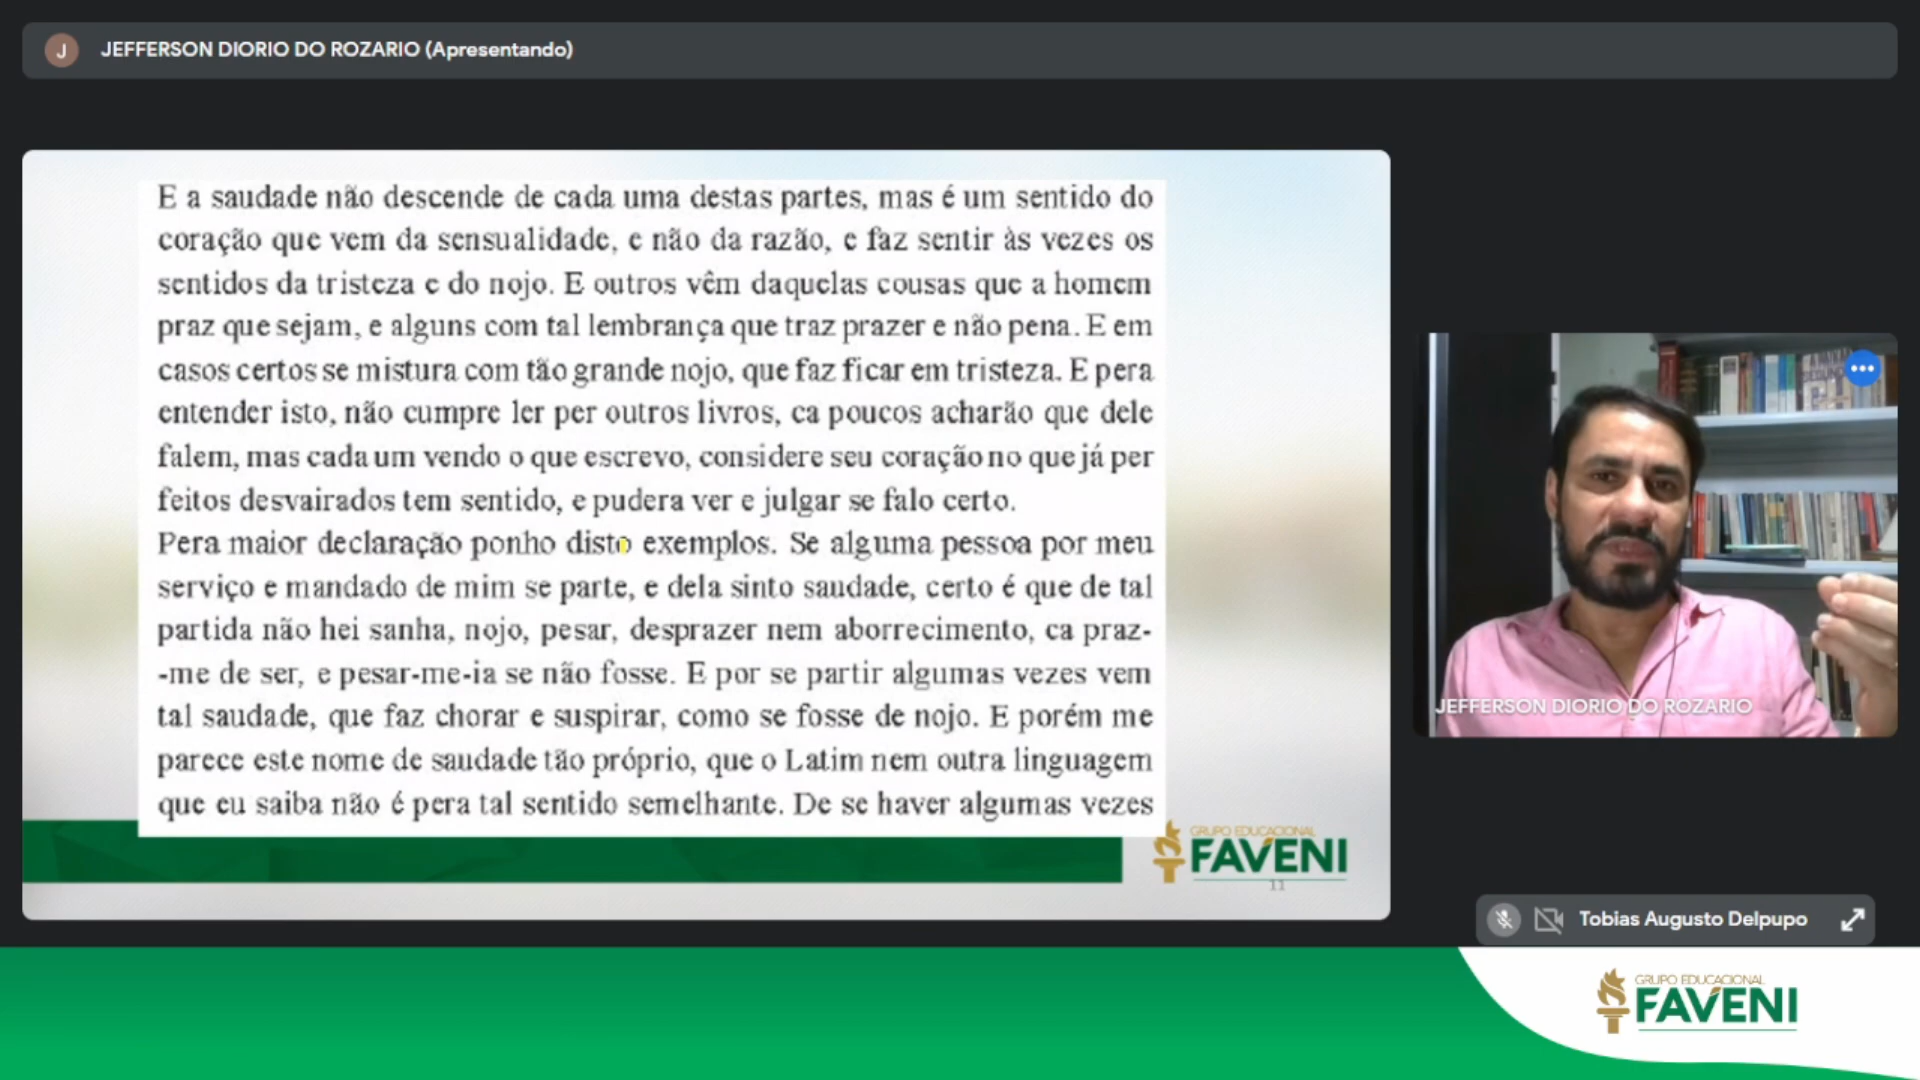 J JEFFERSON DIORIO DO ROZARIO (Apresentando)
E a saudade não descende de cada uma destas partes, mas é um sentido do
coração que vem da sensualidade, e não da razão, e faz sentir às vezes os
sentidos da tristeza e do nojo. E outros vêm daquelas cousas que a homem
praz que sejam, e alguns com tal lembrança que traz prazer e não pena. E em
casos certos se mistura com tão grande nojo, que faz ficar em tristeza. E pera
entender isto, não cumpre ler per outros livros, ca poucos acharão que dele
falem, mas cada um vendo o que escrevo, considere seu coração no que já per
feitos desvairados tem sentido, e pudera ver e julgar se falo certo.
Pera maior declaração ponho disto exemplos. Se alguma pessoa por meu
serviço e mandado de mim se parte, e dela sinto saudade, certo é que de tal
partida não hei sanha, nojo, pesar, desprazer nem aborrecimento, ca praz-
-me de ser, e pesar-me-ia se não fosse. E por se partir algumas vezes vem
tal saudade, que faz chorar e suspirar, como se fosse de nojo. E porém me
parece este nome de saudade tão próprio, que o Latim nem outra linguagem
que eu saiba não é pera tal sentido semelhante. De se haver algumas vezes
GRUPO EDUCACIONAL
FAVENI
11
JEFFERSON DIORIO DO ROZARIO
Tobias Augusto Delpupo
GRUPO EDUCACIONAL
FAVENI